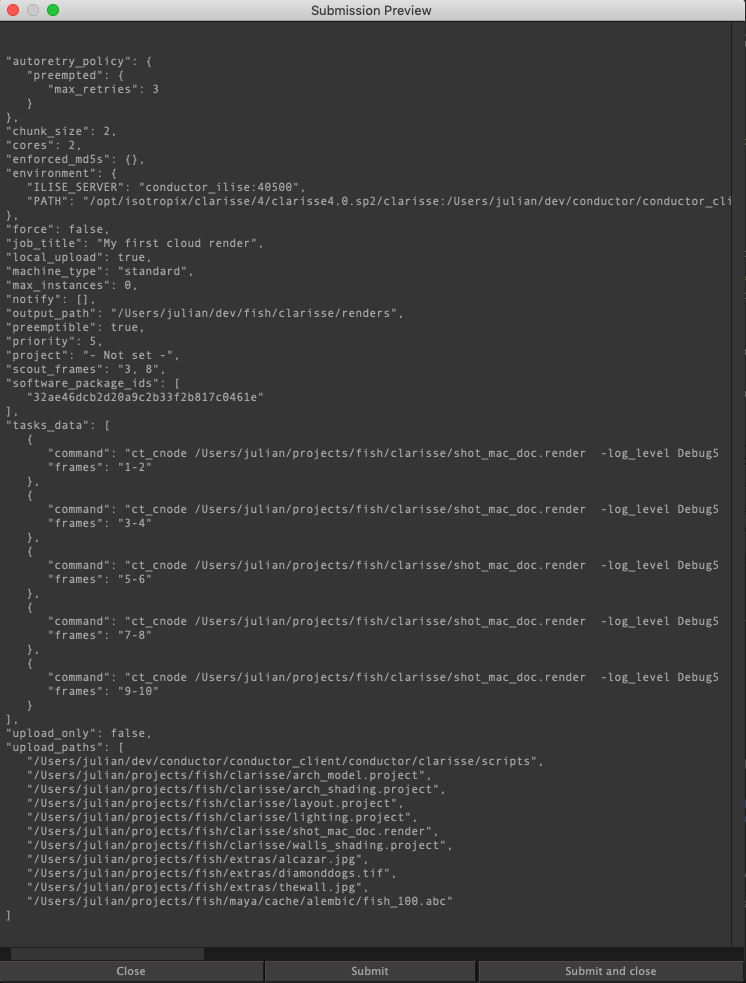 Submission Preview
"autoretry_policy": {
"preempted": {
"max_retries": 3
}
},
"chunk_size": 2,
"cores": 2,
"enforced_md5s": {},
"environment": {
"ILISE_SERVER": "conductor_ilise:40500",
"PATH": "/opt/isotropix/clarisse/4/clarisse4.0.sp2/clarisse:/Users/julian/dev/conductor/conductor_cli
},
"force": false,
"job_title": "My first cloud render",
"local_upload": true,
"machine_type": "standard",
"max_instances": 0,
"notify": [],
"output_path": "/Users/julian/dev/fish/clarisse/renders",
"preemptible": true,
"priority": 5,
"project": "- Not set -",
"scout_frames": "3, 8",
"software_package_ids": [
"32ae46dcb2d20a9c2b33f2b817c0461e"
],
"tasks_data": [
{
"command": "ct_cnode /Users/julian/projects/fish/clarisse/shot_mac_doc.render  -log_level Debug5
"frames": "1-2"
},
{
"command": "ct_cnode /Users/julian/projects/fish/clarisse/shot_mac_doc.render  -log_level Debug5
"frames": "3-4"
},
{
"command": "ct_cnode /Users/julian/projects/fish/clarisse/shot_mac_doc.render  -log_level Debug5
"frames": "5-6"
},
{
"command": "ct_cnode /Users/julian/projects/fish/clarisse/shot_mac_doc.render  -log_level Debug5
"frames": "7-8"
},
{
"command": "ct_cnode /Users/julian/projects/fish/clarisse/shot_mac_doc.render  -log_level Debug5
"frames": "9-10"
}
],
"upload_only": false,
"upload_paths": [
"/Users/julian/dev/conductor/conductor_client/conductor/clarisse/scripts",
"/Users/julian/projects/fish/clarisse/arch_model.project",
"/Users/julian/projects/fish/clarisse/arch_shading.project",
"/Users/julian/projects/fish/clarisse/layout.project",
"/Users/julian/projects/fish/clarisse/lighting.project",
"/Users/julian/projects/fish/clarisse/shot_mac_doc.render",
"/Users/julian/projects/fish/clarisse/walls_shading.project",
"/Users/julian/projects/fish/extras/alcazar.jpg",
"/Users/julian/projects/fish/extras/diamonddogs.tif",
"/Users/julian/projects/fish/extras/thewall.jpg",
"/Users/julian/projects/fish/maya/cache/alembic/fish_100.abc"
]
Close
Submit
Submit and close